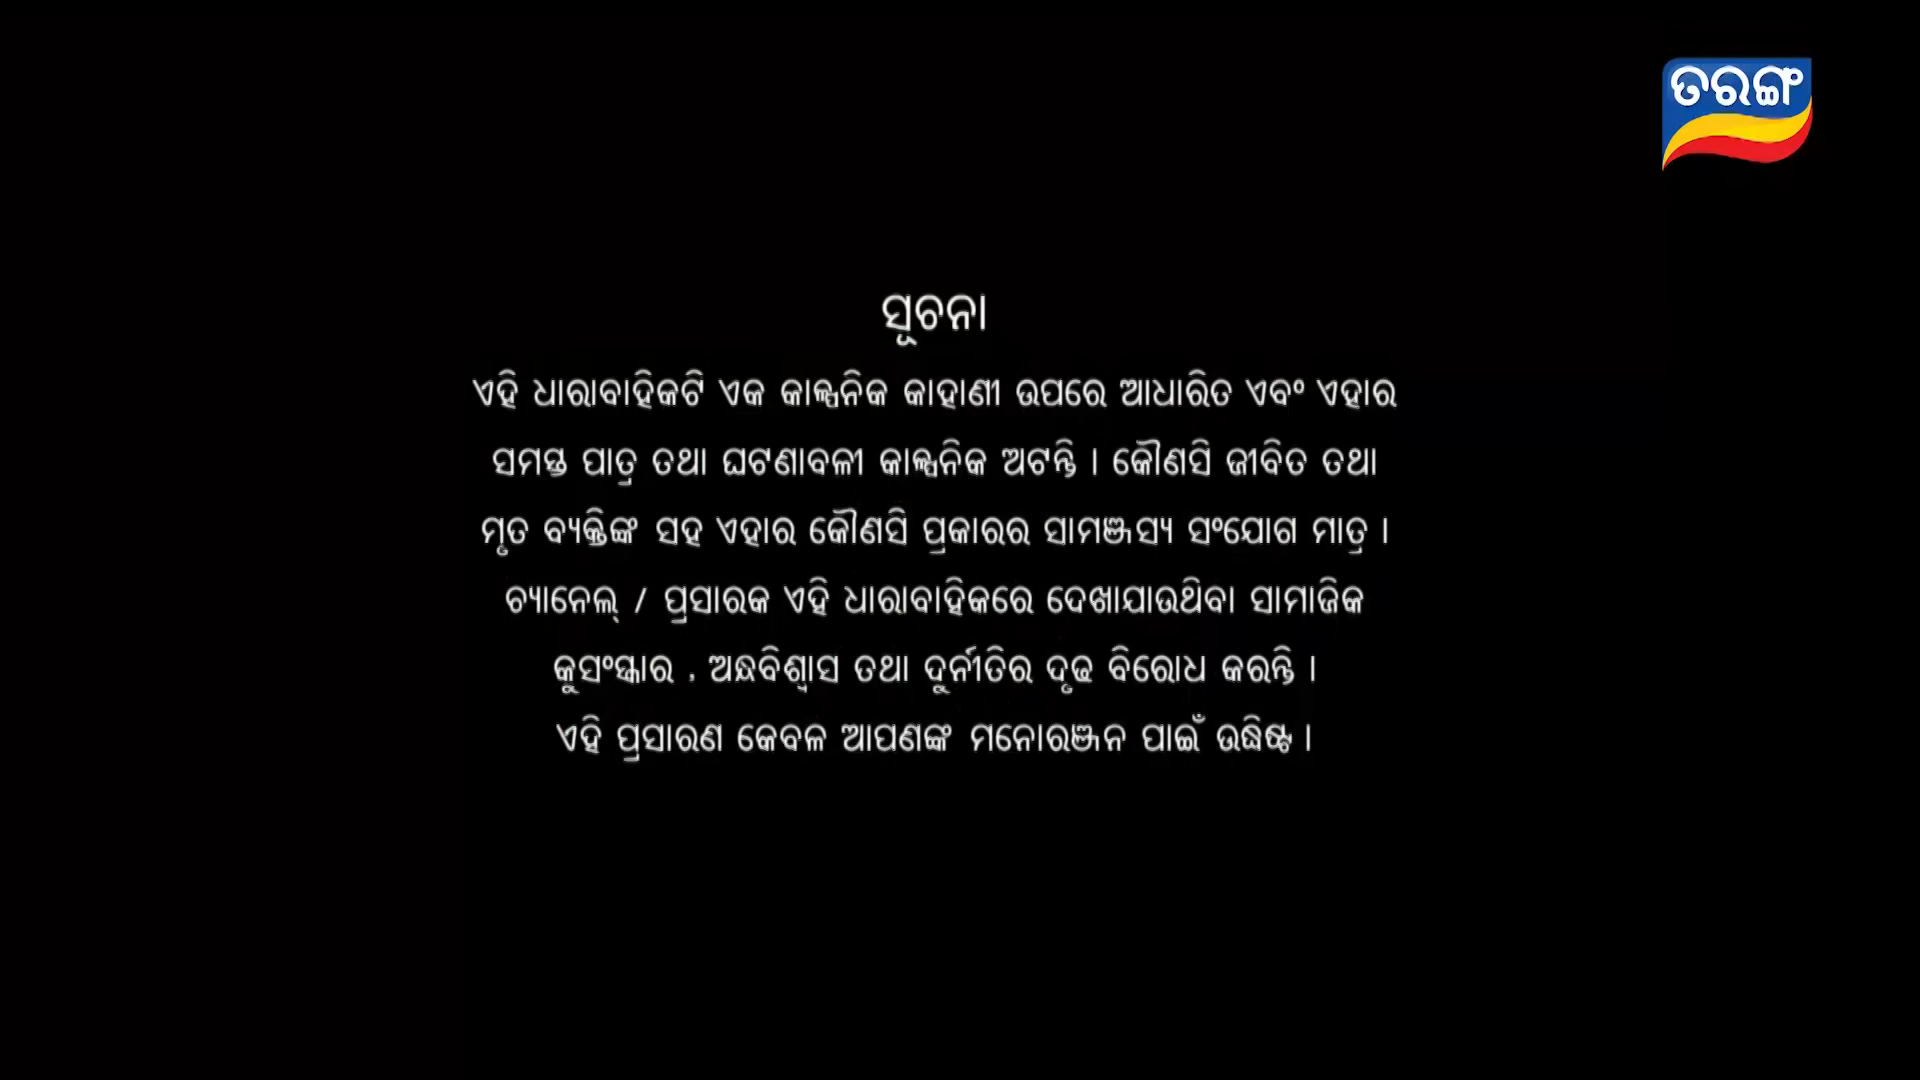 ତରଙ୍ଗ
ସୂଚନା
ଏହି ଧାରାବାହିକଟି ଏକ କାଳ୍ପନିକ କାହାଣୀ ଉପରେ ଆଧାରିତ ଏବଂ ଏହାର
ସମସ୍ତ ପାତ୍ର ତଥା ଘଟଣାବଳୀ କାଳ୍ପନିକ ଅଟନ୍ତି । କୌଣସି ଜୀବିତ ତଥା
ମୃତ ବ୍ୟକ୍ତିଙ୍କ ସହ ଏହାର କୌଣସି ପ୍ରକାରର ସାମଞ୍ଜସ୍ୟ ସଂଯୋଗ ମାତ୍ର ।
ଚ୍ୟାନେଲ୍ / ପ୍ରସାରକ ଏହି ଧାରାବାହିକରେ ଦେଖାଯାଉଥିବା ସାମାଜିକ
କୁସଂସ୍କାର , ଅନ୍ଧବିଶ୍ୱାସ ତଥା ଦୁର୍ନୀତିର ଦୃଢ ବିରୋଧ କରନ୍ତି ।
ଏହି ପ୍ରସାରଣ କେବଳ ଆପଣଙ୍କ ମନୋରଞ୍ଜନ ପାଇଁ ଉଦ୍ଧିଷ୍ଟ ।